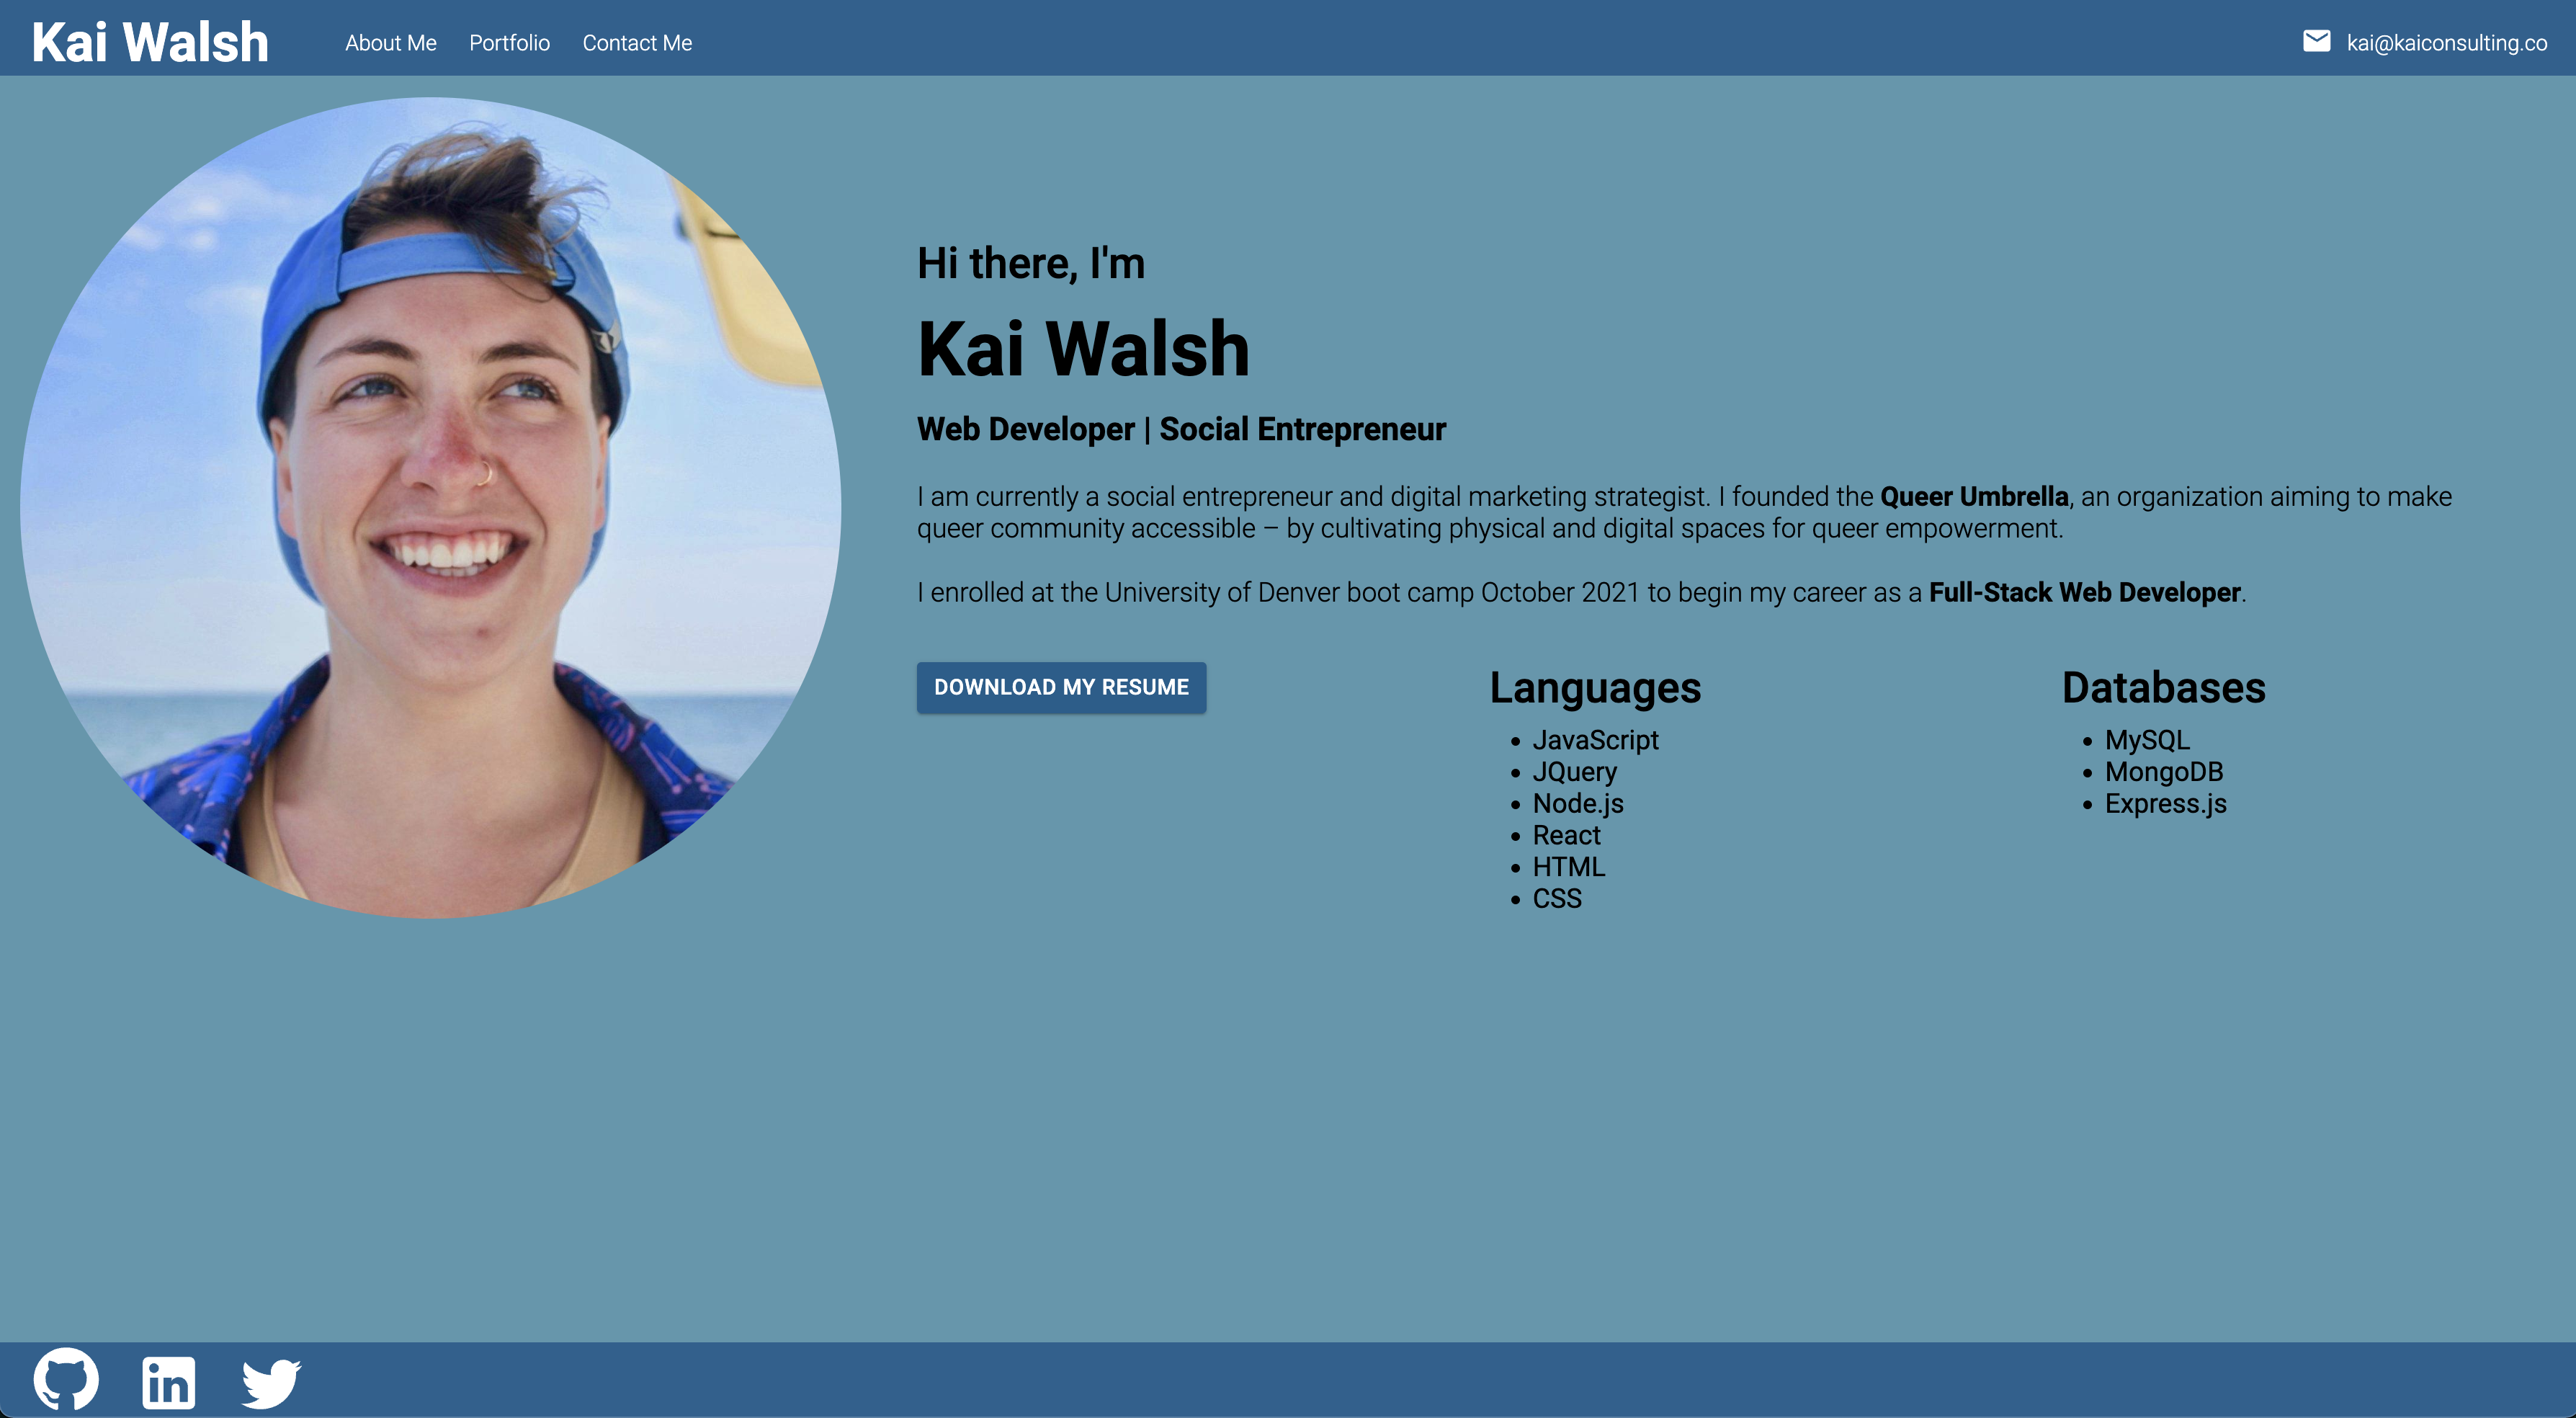 Kai Walsh
About Me
Portfolio
Contact Me
kai@kaiconsulting.co
Hi there, I'm
Kai Walsh
Web Developer | Social Entrepreneur
I am currently a social entrepreneur and digital marketing strategist. I founded the Queer Umbrella, an organization aiming to make
queer community accessible – by cultivating physical and digital spaces for queer empowerment.
I enrolled at the University of Denver boot camp October 2021 to begin my career as a Full-Stack Web Developer.
DOWNLOAD MY RESUME
Languages
JavaScript
JQuery
Node.js
React
HTML
CSS
Databases
MySQL
MongoDB
Express.js
in